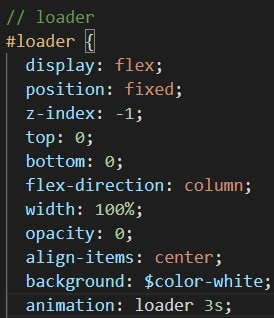 // loader
#loader {
display: flex;
position: fixed;
z-index: -1;
top: 0;
bottom: 0;
flex-direction: column;
width: 100%;
opacity: 0;
align-items: center;
background: $color-white;
animation: loader 3s;